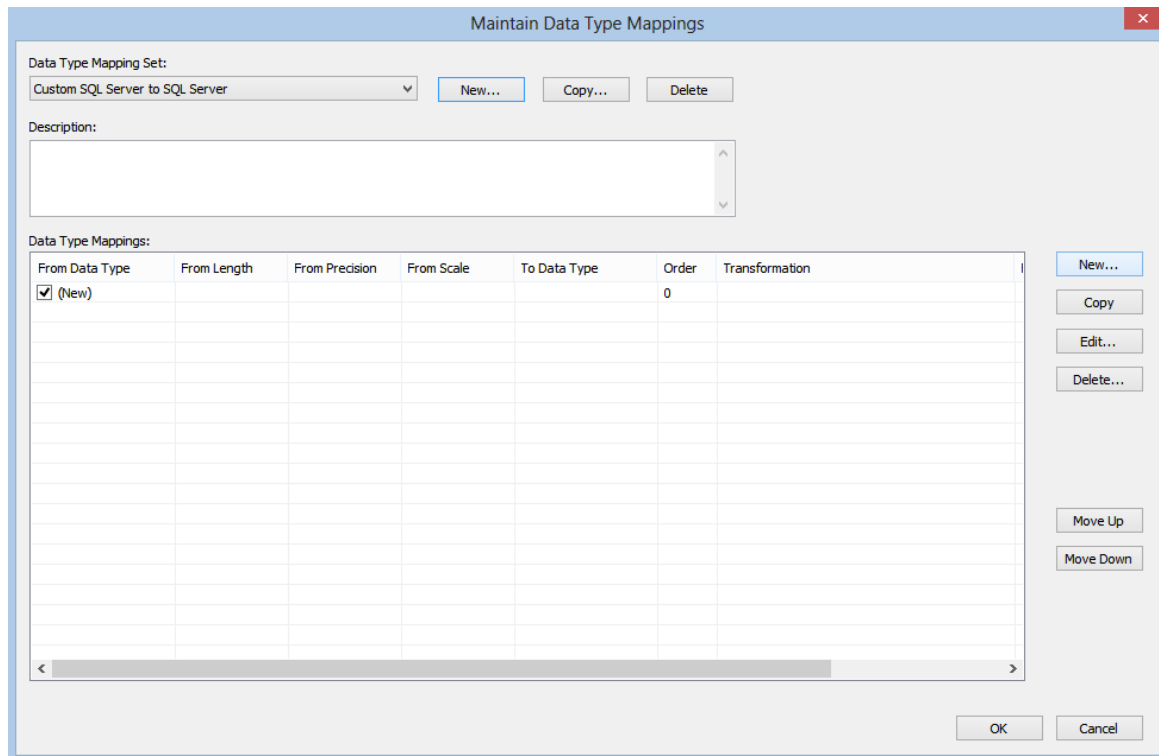 Maintain Data Type Mappings
Data Type Mapping Set:
Custom SQL Server to SQL Server New... Copy... Delete
Description:
Data Type Mappings:
From Data Type From Length From Precision From Scale To Data Type Order Transformation
New...
(New) 0
Copy
Edit...
Delete...
Move Up
Move Down
OK Cancel